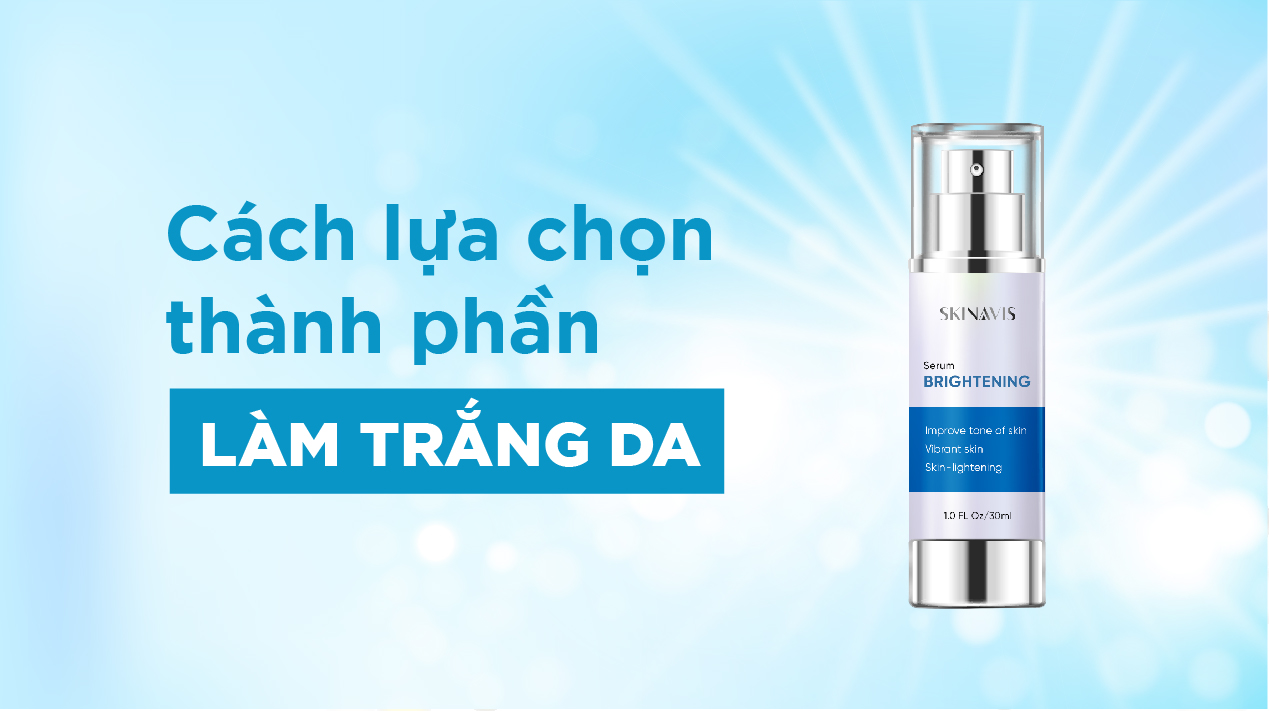 Cách lựa chọn
thành phần
LÀM TRẮNG DA
SKINAVIS
Serum
BRIGHTENING
Improve tone of skin
Vibrant skin
Skin-lightening
1.0 FL Oz/30ml